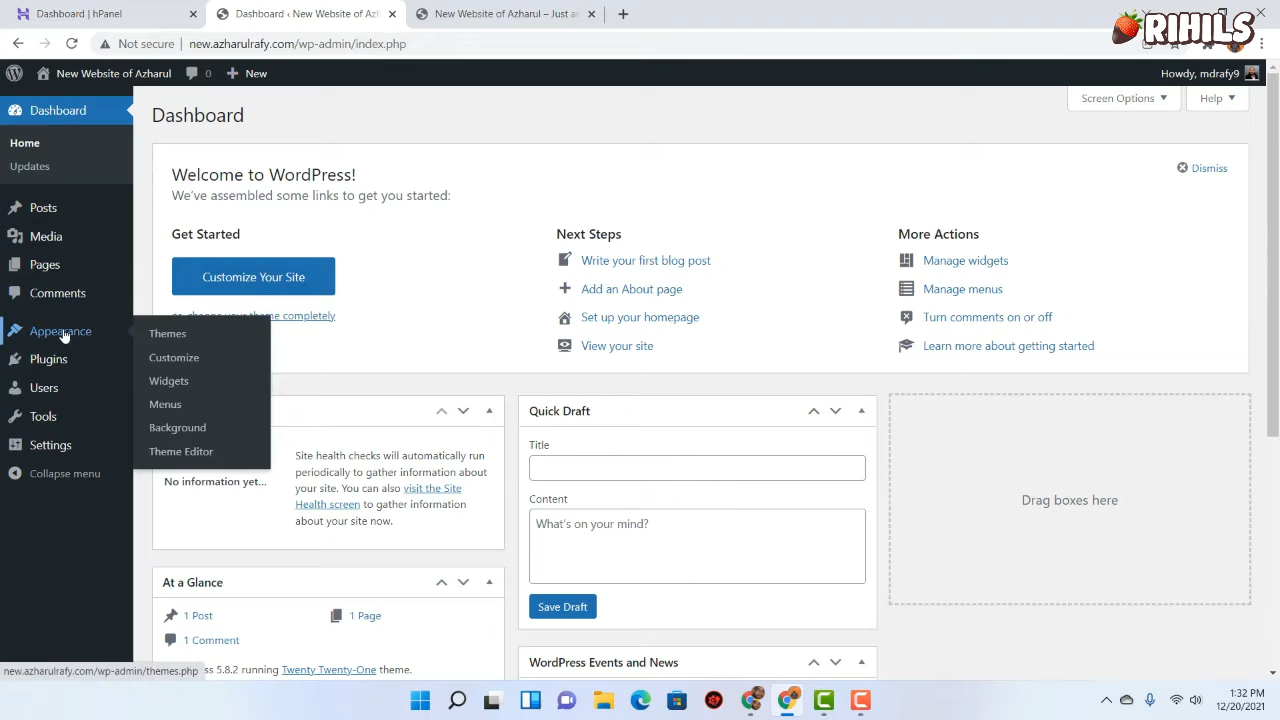 Dashboard | hPanel
Dashboard ‹ New Website of Azh
New Website of Azharul – Just an
RIHILS
Not secure
new.azharulrafy.com/wp-admin/index.php
New Website of Azharul
0
New
Howdy, mdrafy9
Dashboard
Home
Updates
Posts
Media
Pages
Comments
Appearance
Plugins
Users
Tools
Settings
Collapse menu
Themes
Customize
Widgets
Menus
Background
Theme Editor
Dashboard
Screen Options
Help
Welcome to WordPress!
We've assembled some links to get you started:
Dismiss
Get Started
Customize Your Site
or, change your theme completely
Next Steps
Write your first blog post
Add an About page
Set up your homepage
View your site
More Actions
Manage widgets
Manage menus
Turn comments on or off
Learn more about getting started
No information yet...
Site health checks will automatically run
periodically to gather information about
your site. You can also visit the Site
Health screen to gather information
about your site now.
At a Glance
1 Post
1 Page
1 Comment
ss 5.8.2 running Twenty Twenty-One theme.
Quick Draft
Title
Content
What's on your mind?
Save Draft
WordPress Events and News
Drag boxes here
new.azharulrafy.com/wp-admin/themes.php
1:32 PM
12/20/2021